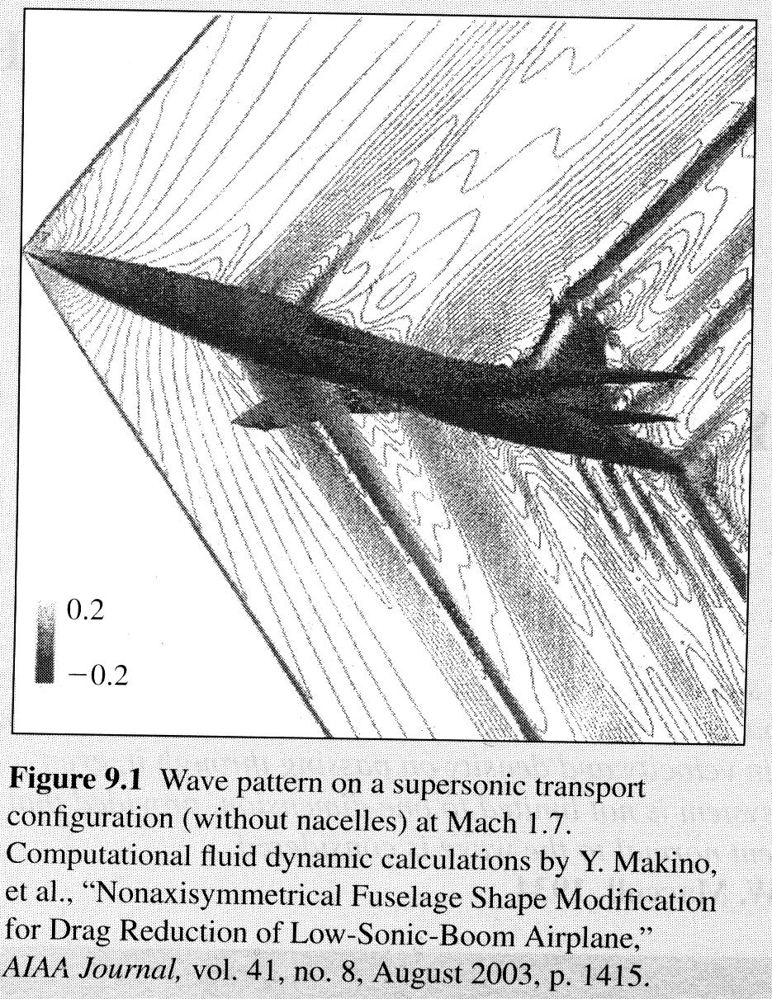 0.2
−0.2
Figure 9.1 Wave pattern on a supersonic transport
configuration (without nacelles) at Mach 1.7.
Computational fluid dynamic calculations by Y. Makino,
et al., “Nonaxisymmetrical Fuselage Shape Modification
for Drag Reduction of Low-Sonic-Boom Airplane,”
AIAA Journal, vol. 41, no. 8, August 2003, p. 1415.